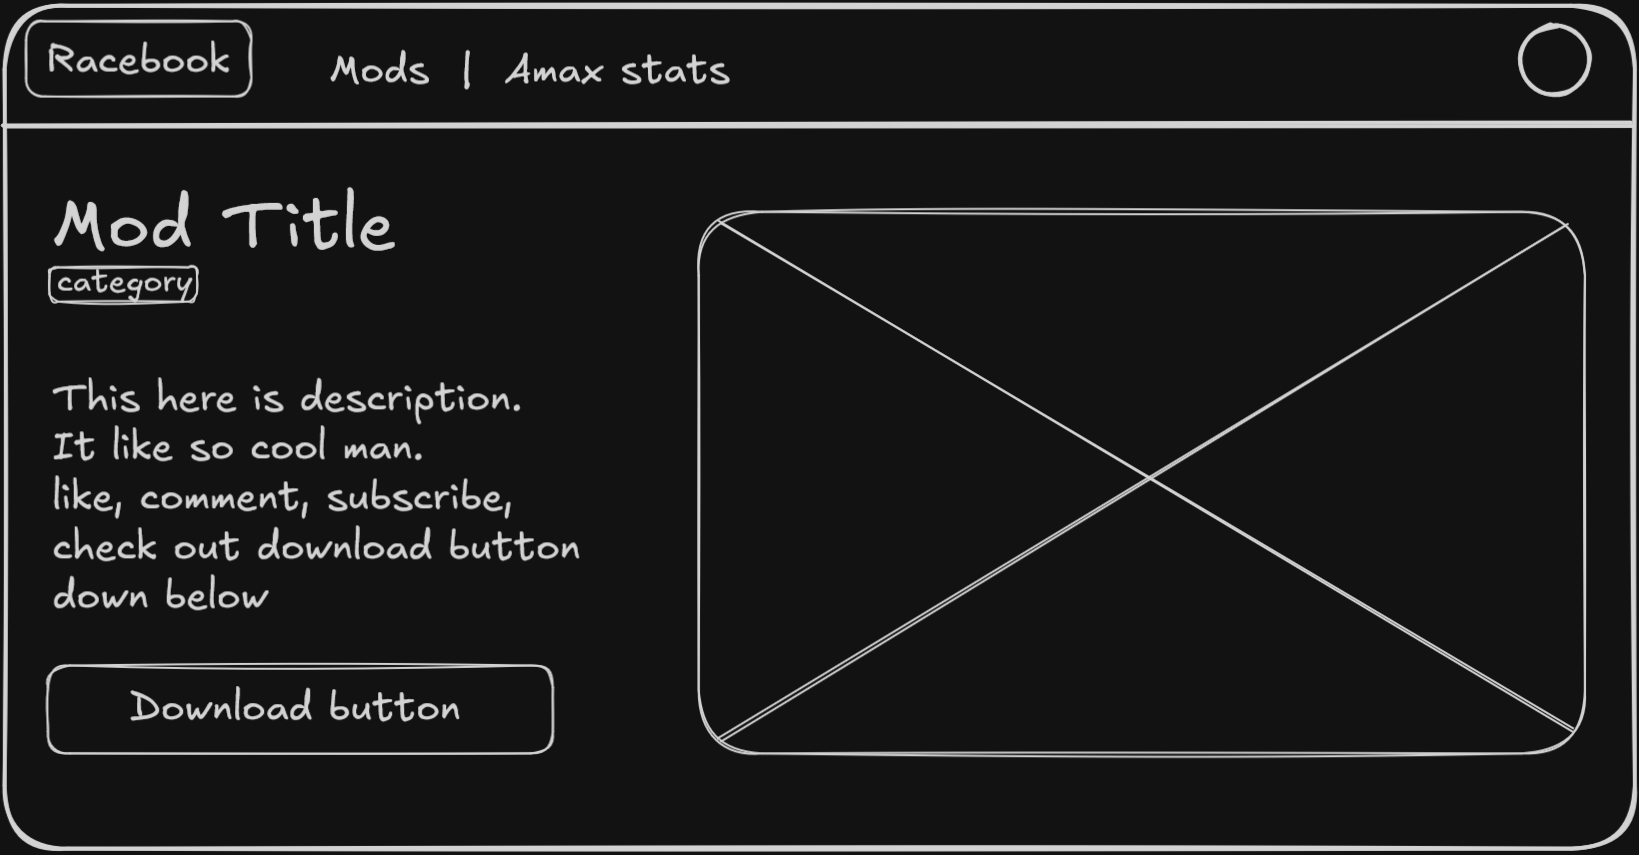 Racebook
Mods | Amax stats
Mod Title
category
This here is description.
It like so cool man.
like, comment, subscribe,
check out download button
down below
Download button